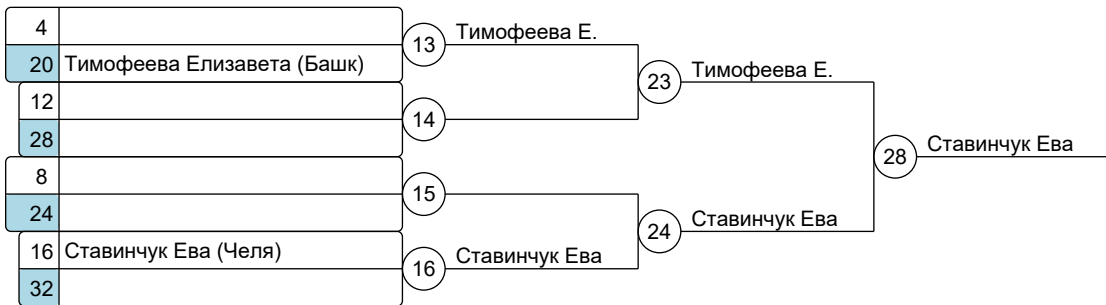 4
20 Тимофеева Елизавета (Башк)
13 Тимофеева Е.
12
28
14
23 Тимофеева Е.
8
24
15
16 Ставинчук Ева (Челя)
32
16 Ставинчук Ева
24 Ставинчук Ева
28 Ставинчук Ева